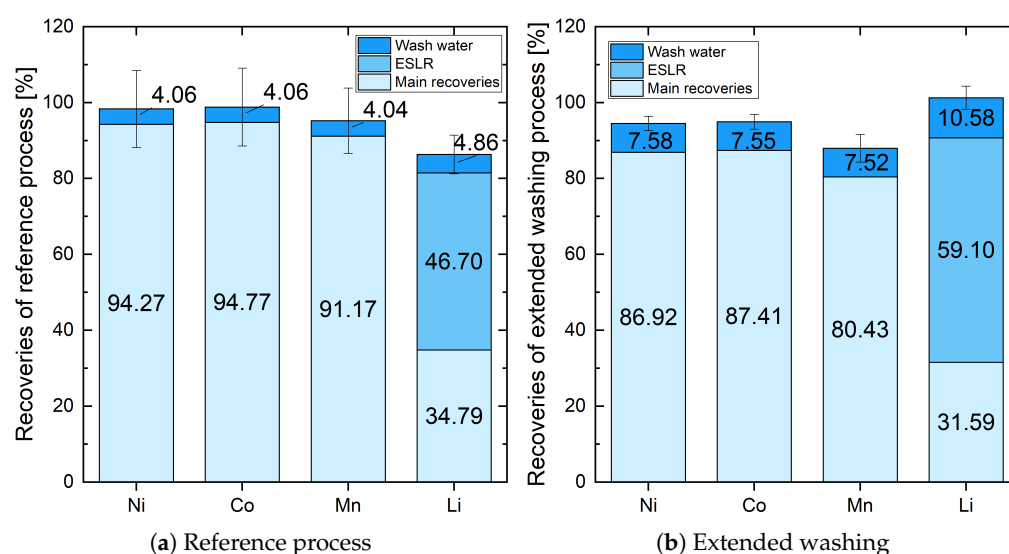 Recoveries of reference process [%]
120
100
80
60
40
20
0
Wash water
ESLR
Main recoveries
4.06
4.06
4.04
4.86
94.27
94.77
91.17
46.70
34.79
Ni
Co
Mn
Li
(a) Reference process
Recoveries of extended washing process [%]
120
100
80
60
40
20
0
Wash water
ESLR
Main recoveries
7.58
7.55
7.52
10.58
86.92
87.41
80.43
59.10
31.59
Ni
Co
Mn
Li
(b) Extended washing